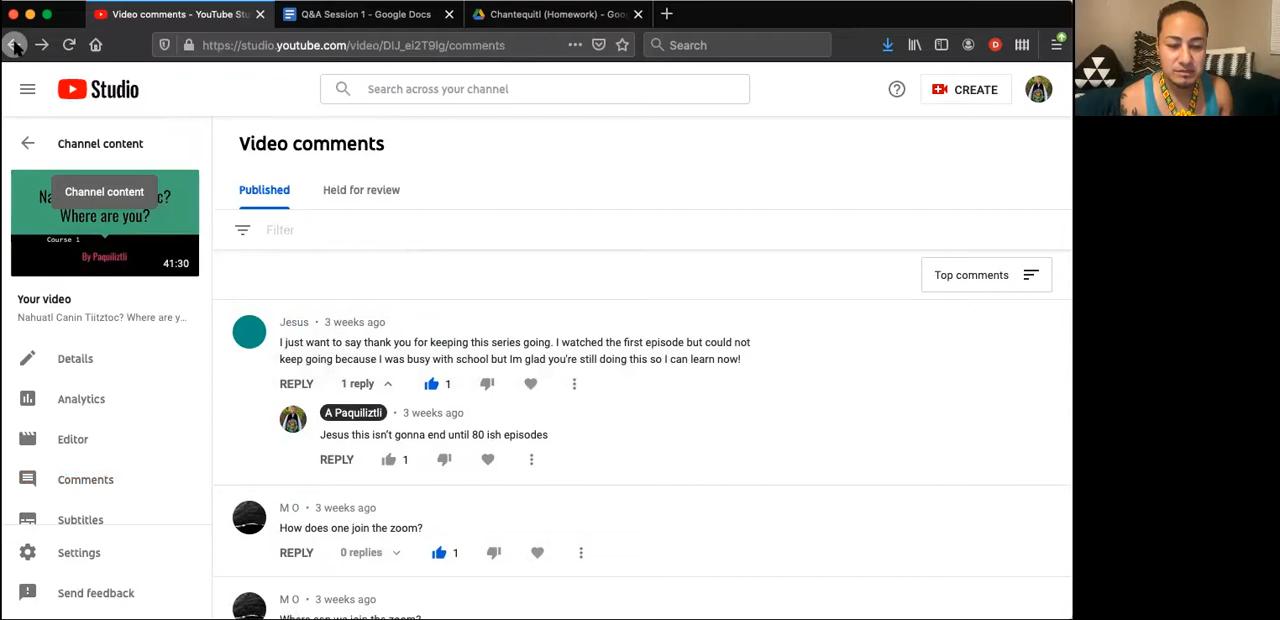 Video comments - YouTube Stu
Q&A Session 1 - Google Docs
Chantequitl (Homework) - Goo
https://studio.youtube.com/video/DIJ_ei2T9lg/comments
Search
Studio
Search across your channel
CREATE
Channel content
Channel content
Where are you?
Course 1
By Paquiliztli
41:30
Your video
Nahuatl Canin Tiitztoc? Where are y...
Details
Analytics
Editor
Comments
Subtitles
Settings
Send feedback
Video comments
Published
Held for review
Filter
Top comments
Jesus • 3 weeks ago
I just want to say thank you for keeping this series going. I watched the first episode but could not
keep going because I was busy with school but Im glad you're still doing this so I can learn now!
REPLY 1 reply 1
A Paquiliztli • 3 weeks ago
Jesus this isn't gonna end until 80 ish episodes
REPLY 1
M O • 3 weeks ago
How does one join the zoom?
REPLY 0 replies 1
M O • 3 weeks ago
Where can we join the zoom?